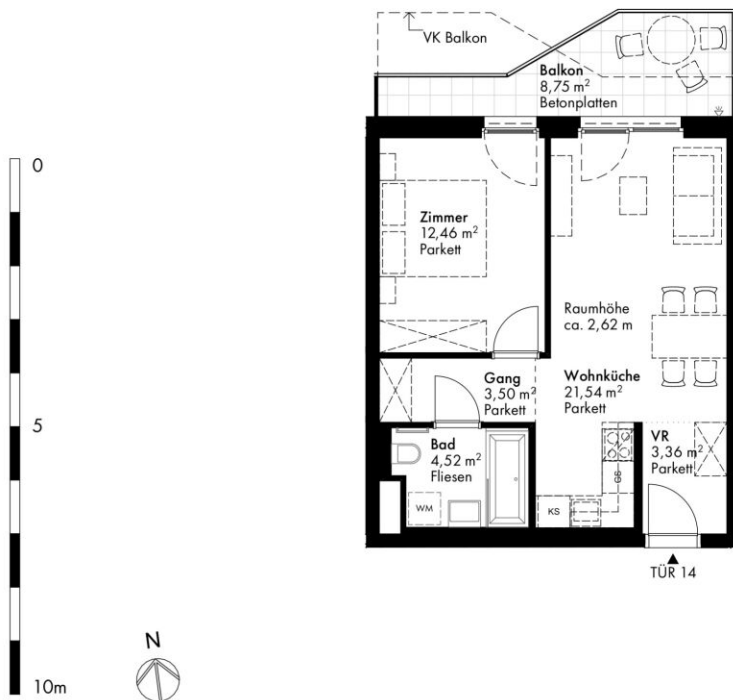 VK Balkon
Balkon
8,75 m²
Betonplatten
0
Zimmer
12,46 m²
Parkett
Raumhöhe
ca. 2,62 m
Gang
3,50 m²
Parkett
Wohnküche
21,54 m²
Parkett
5
Bad
4,52 m²
Fliesen
VR
3,36 m²
Parkett
GS
WM
KS
TÜR 14
N
10m